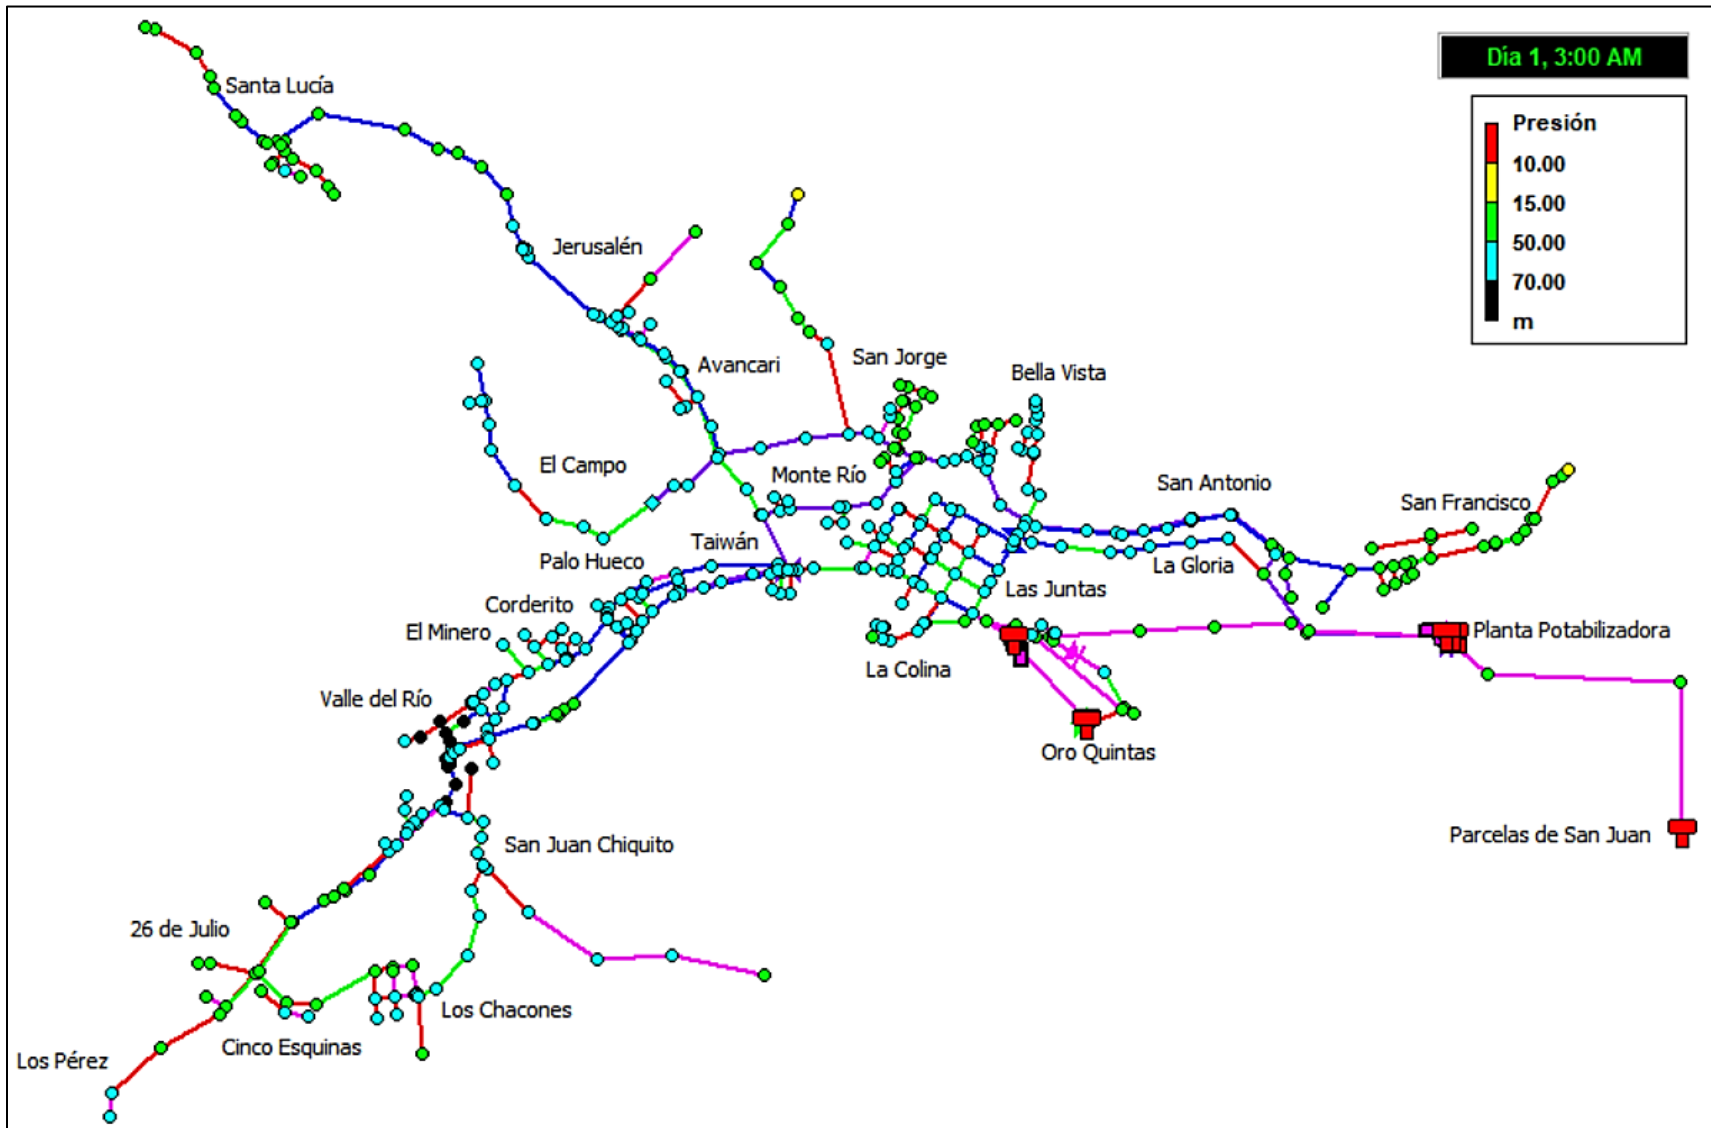 Día 1, 3:00 AM
Presión
10.00
15.00
50.00
70.00
m
Santa Lucía
Jerusalén
Avancari
San Jorge
Bella Vista
El Campo
Monte Río
San Antonio
San Francisco
Taiwán
Palo Hueco
La Gloria
Las Juntas
Corderito
El Minero
La Colina
Planta Potabilizadora
Valle del Río
Oro Quintas
Parcelas de San Juan
San Juan Chiquito
26 de Julio
Los Chacones
Cinco Esquinas
Los Pérez